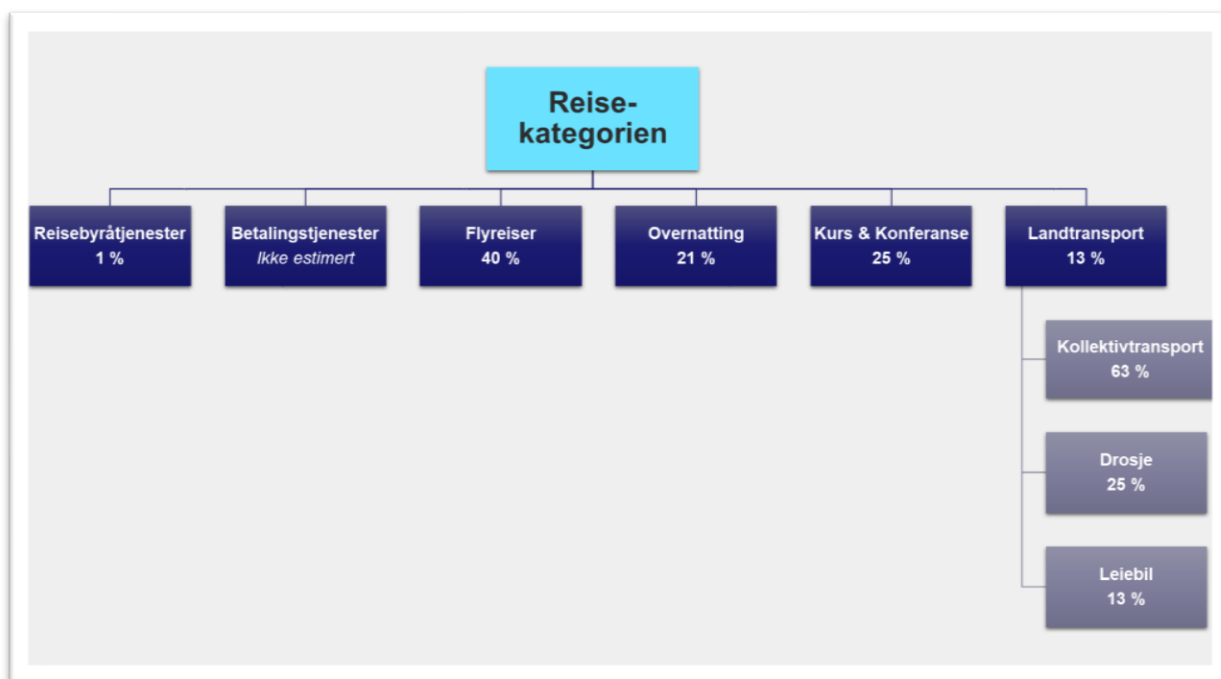 Reise-
kategorien
Reisebyråtjenester
1 %
Betalingstjenester
Ikke estimert
Flyreiser
40 %
Overnatting
21 %
Kurs & Konferanse
25 %
Landtransport
13 %
Kollektivtransport
63 %
Drosje
25 %
Leiebil
13 %